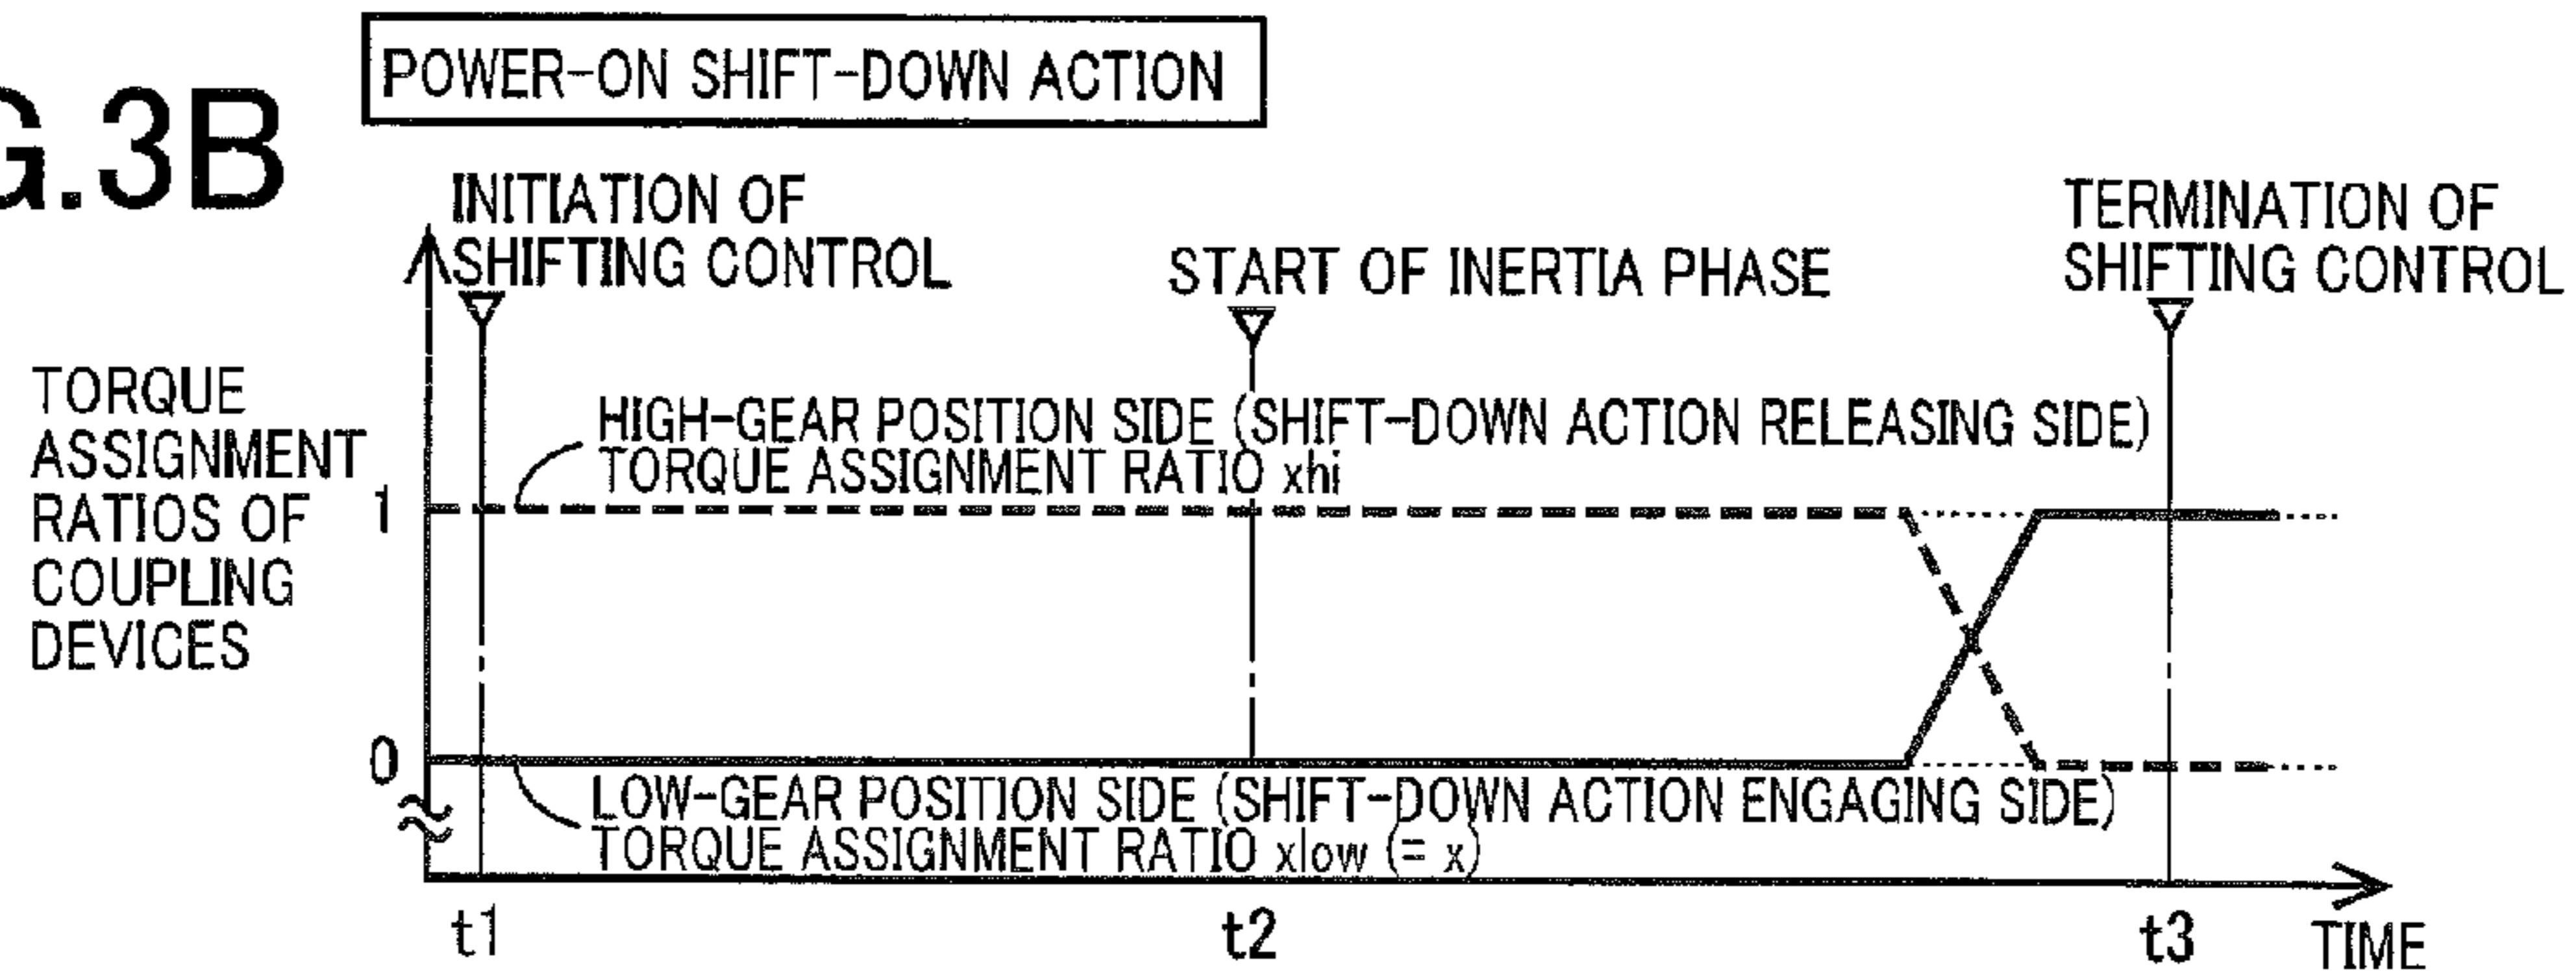 G.3B
POWER-ON SHIFT-DOWN ACTION
INITIATION OF
SHIFTING CONTROL
START OF INERTIA PHASE
TERMINATION OF
SHIFTING CONTROL
TORQUE
ASSIGNMENT
RATIOS OF
COUPLING
DEVICES
1
HIGH-GEAR POSITION SIDE (SHIFT-DOWN ACTION RELEASING SIDE)
TORQUE ASSIGNMENT RATIO xhi
0
LOW-GEAR POSITION SIDE (SHIFT-DOWN ACTION ENGAGING SIDE)
TORQUE ASSIGNMENT RATIO xlow (= x)
t1
t2
t3
TIME